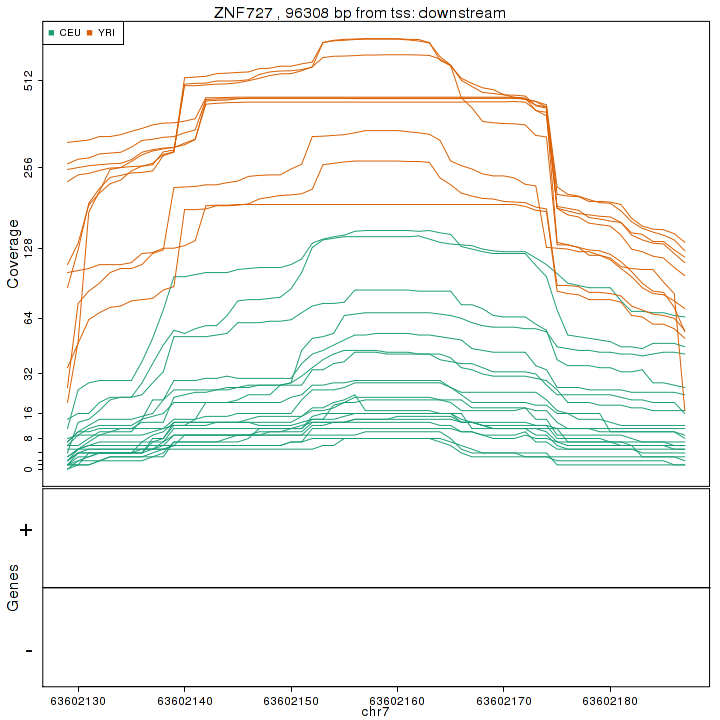 ZNF727 , 96308 bp from tss: downstream
CEU YRI
512
256
128
64
32
16
8
0
Coverage
+
-
Genes
63602130 63602140 63602150 63602160 63602170 63602180
chr7